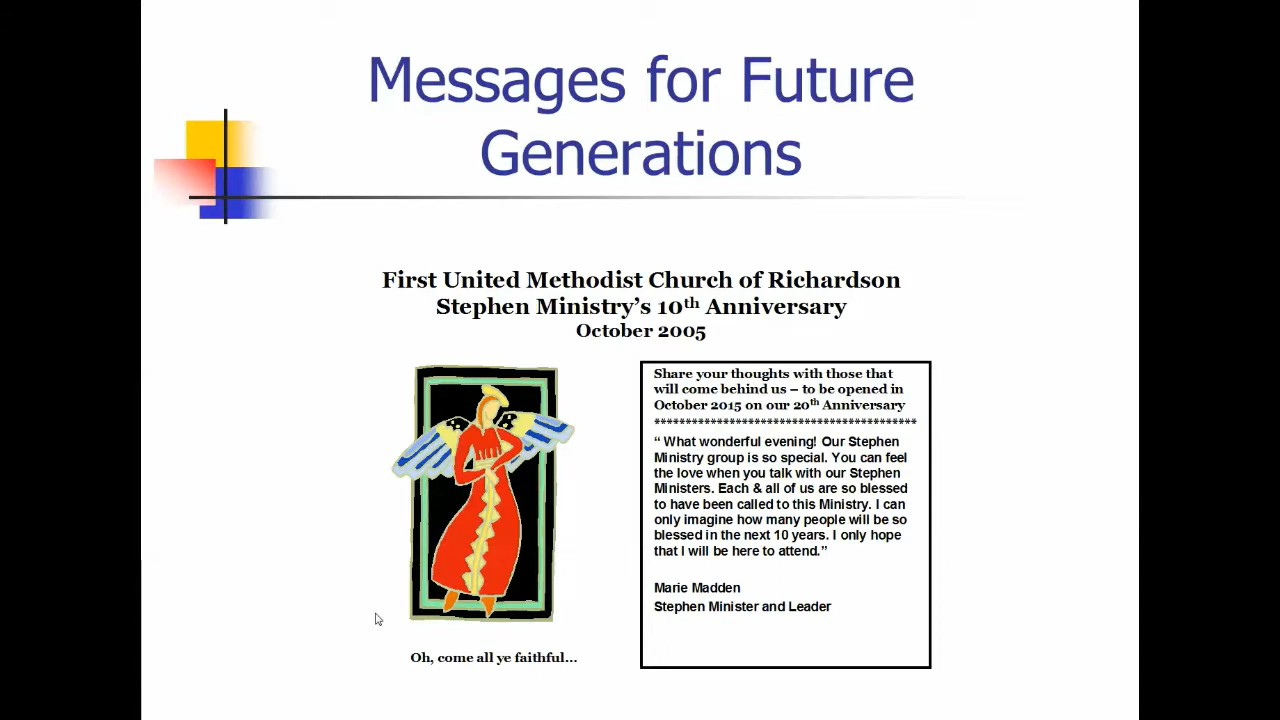 Messages for Future
Generations
First United Methodist Church of Richardson
Stephen Ministry's 10th Anniversary
October 2005
Share your thoughts with those that
will come behind us – to be opened in
October 2015 on our 20th Anniversary
******************************************
“ What wonderful evening! Our Stephen
Ministry group is so special. You can feel
the love when you talk with our Stephen
Ministers. Each & all of us are so blessed
to have been called to this Ministry. I can
only imagine how many people will be so
blessed in the next 10 years. I only hope
that I will be here to attend.”
Marie Madden
Stephen Minister and Leader
Oh, come all ye faithful…